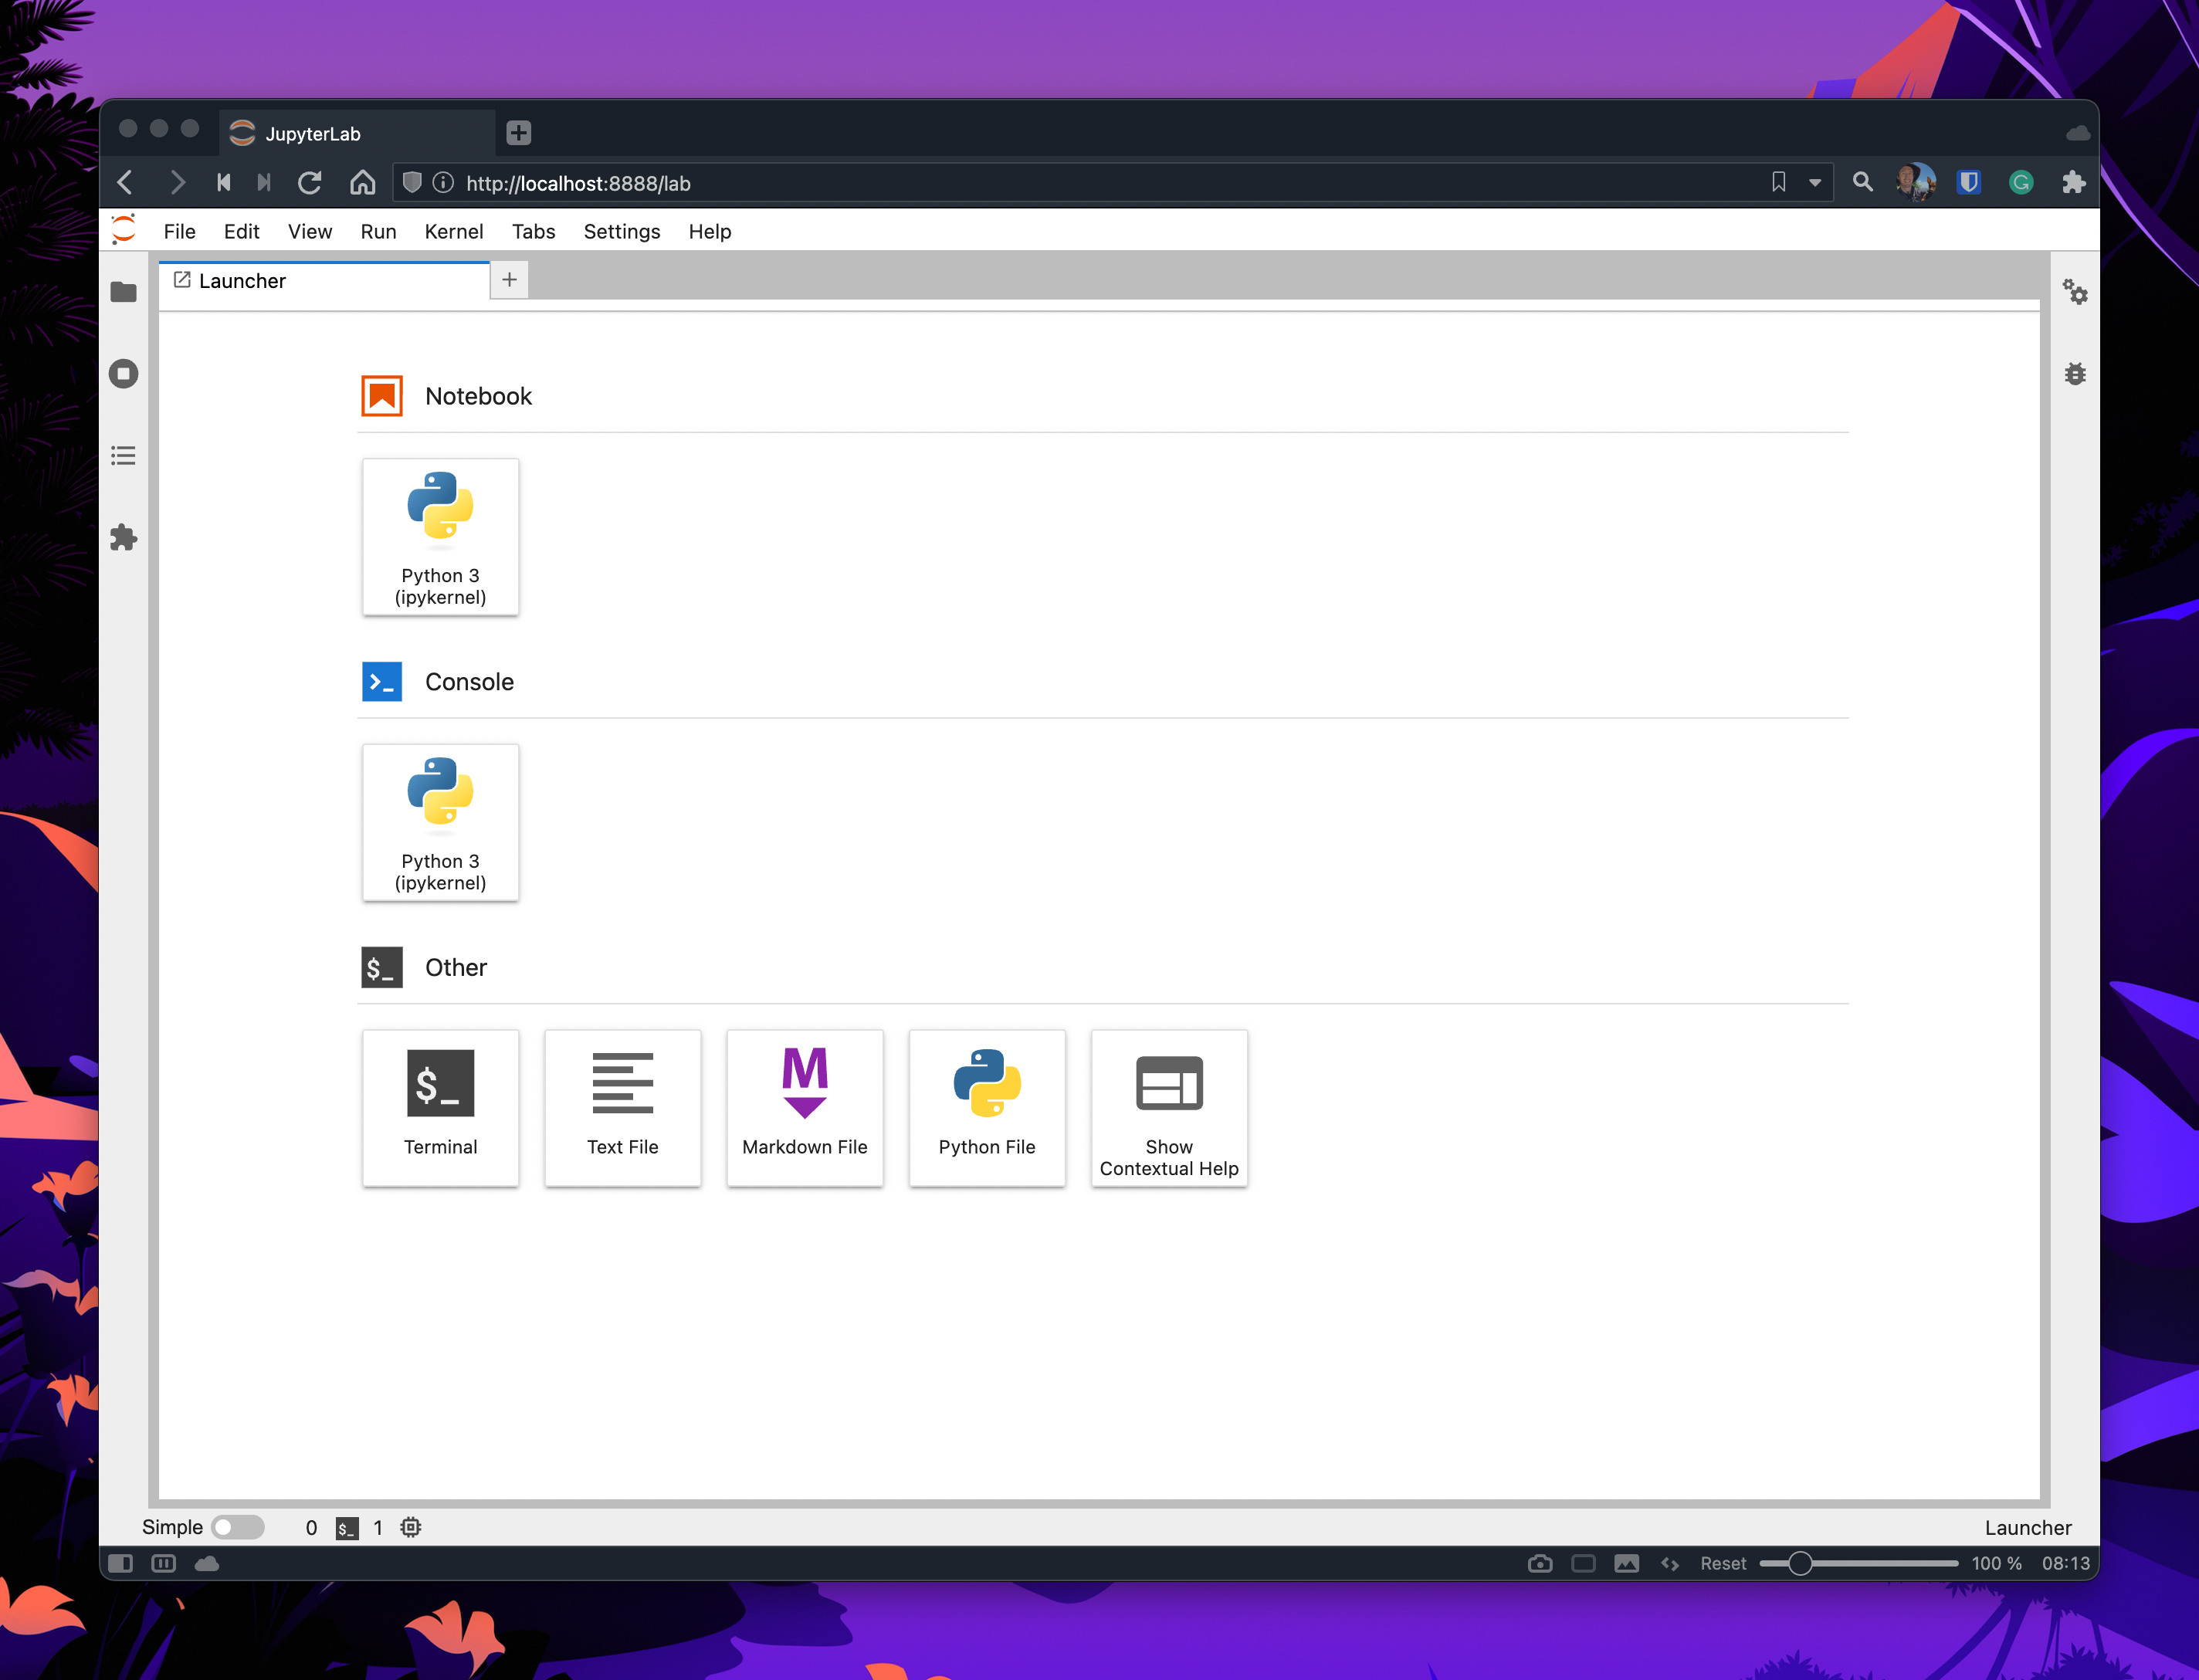 JupyterLab
http://localhost:8888/lab
File Edit View Run Kernel Tabs Settings Help
Launcher
Notebook
Python 3
(ipykernel)
Console
Python 3
(ipykernel)
$_ Other
$_ M
Terminal Text File Markdown File Python File Show
Contextual Help
Simple 0 $_ 1 Launcher
Reset 100 % 08:13